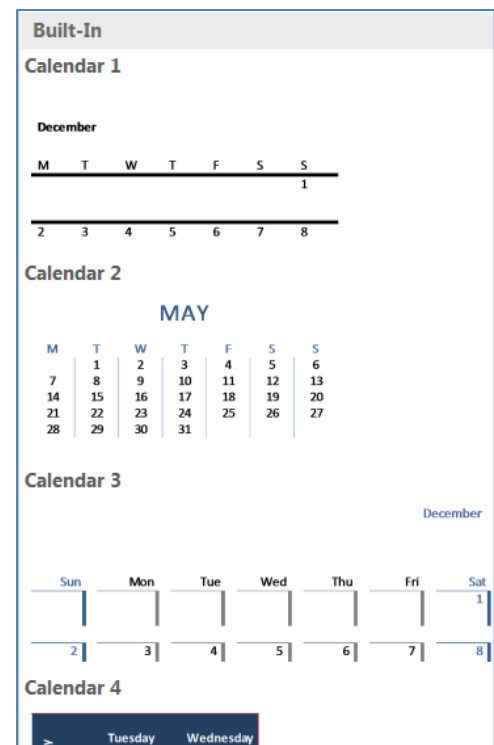 Built-In
Calendar 1
December
M T W T F S S
1
2 3 4 5 6 7 8
Calendar 2
MAY
M T W T F S S
1 2 3 4 5 6
7 8 9 10 11 12 13
14 15 16 17 18 19 20
21 22 23 24 25 26 27
28 29 30 31
Calendar 3
December
Sun Mon Tue Wed Thu Fri Sat
1
2 3 4 5 6 7 8
Calendar 4
Tuesday Wednesday